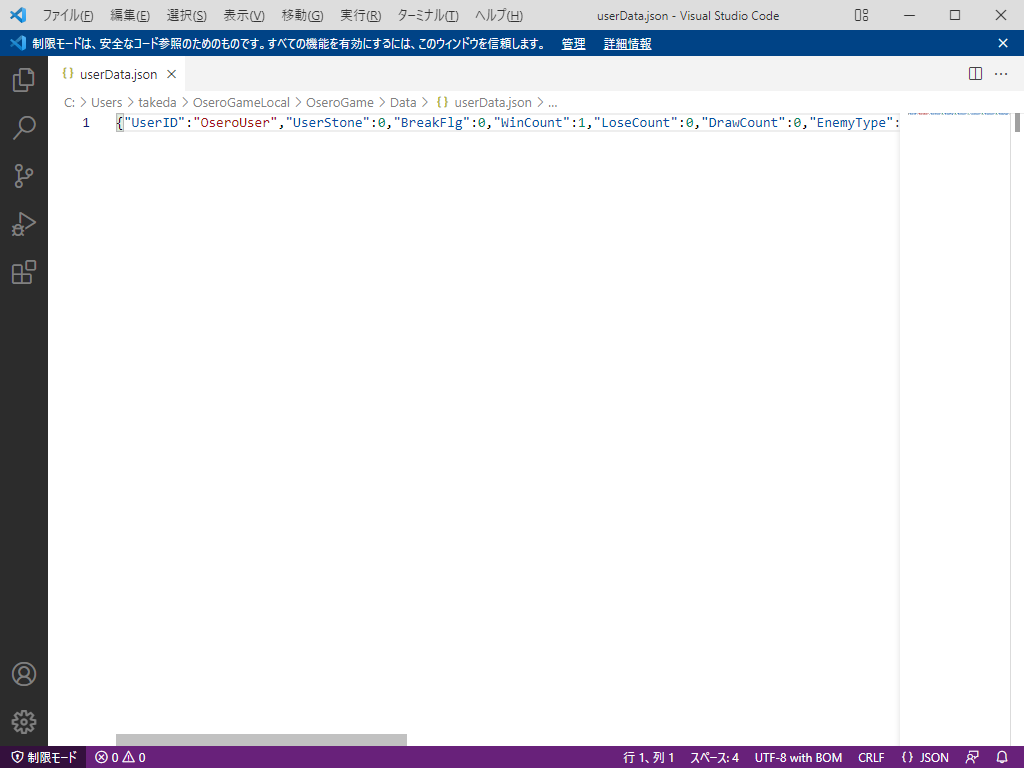 ファイル(F) 編集(E) 選択(S) 表示(V) 移動(G) 実行(R) ターミナル(T) ヘルプ(H) userData.json - Visual Studio Code
制限モードは、安全なコード参照のためのものです。すべての機能を有効にするには、このウィンドウを信頼します。 管理 詳細情報
{} userData.json
C: > Users > takeda > OseroGameLocal > OseroGame > Data > {} userData.json > ...
1 {"UserID":"OseroUser","UserStone":0,"BreakFlg":0,"WinCount":1,"LoseCount":0,"DrawCount":0,"EnemyType":
制限モード 0 0 行 1、列 1 スペース: 4 UTF-8 with BOM CRLF {} JSON